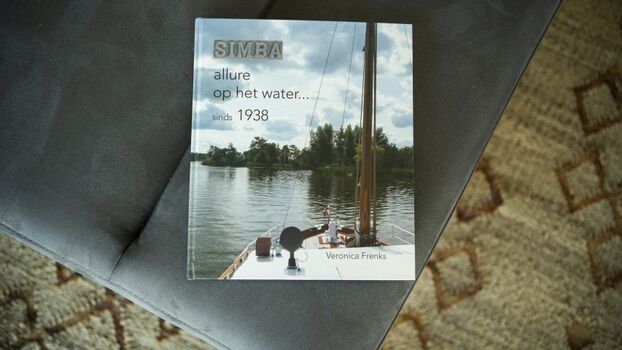 SIMBA
allure
op het water...
sinds 1938
Veronica Frenks